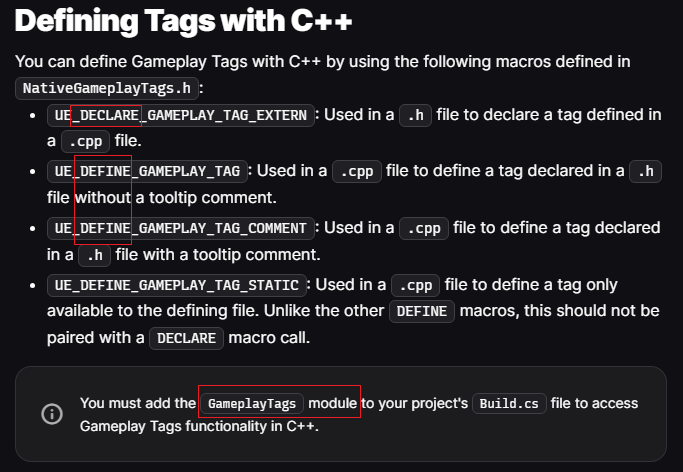 Defining Tags with C++
You can define Gameplay Tags with C++ by using the following macros defined in
NativeGameplayTags.h:
• UE_DECLARE_GAMEPLAY_TAG_EXTERN: Used in a .h file to declare a tag defined in
a .cpp file.
• UE_DEFINE_GAMEPLAY_TAG: Used in a .cpp file to define a tag declared in a .h
file without a tooltip comment.
• UE_DEFINE_GAMEPLAY_TAG_COMMENT: Used in a .cpp file to define a tag declared
in a .h file with a tooltip comment.
• UE_DEFINE_GAMEPLAY_TAG_STATIC: Used in a .cpp file to define a tag only
available to the defining file. Unlike the other DEFINE macros, this should not be
paired with a DECLARE macro call.
You must add the GameplayTags module to your project's Build.cs file to access
Gameplay Tags functionality in C++.